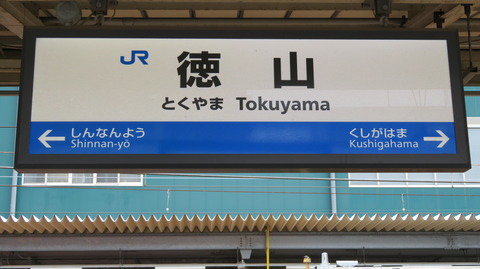 JR
徳山
とくやま Tokuyama
しんなんよう くしがはま
Shinnan-yō Kushigahama